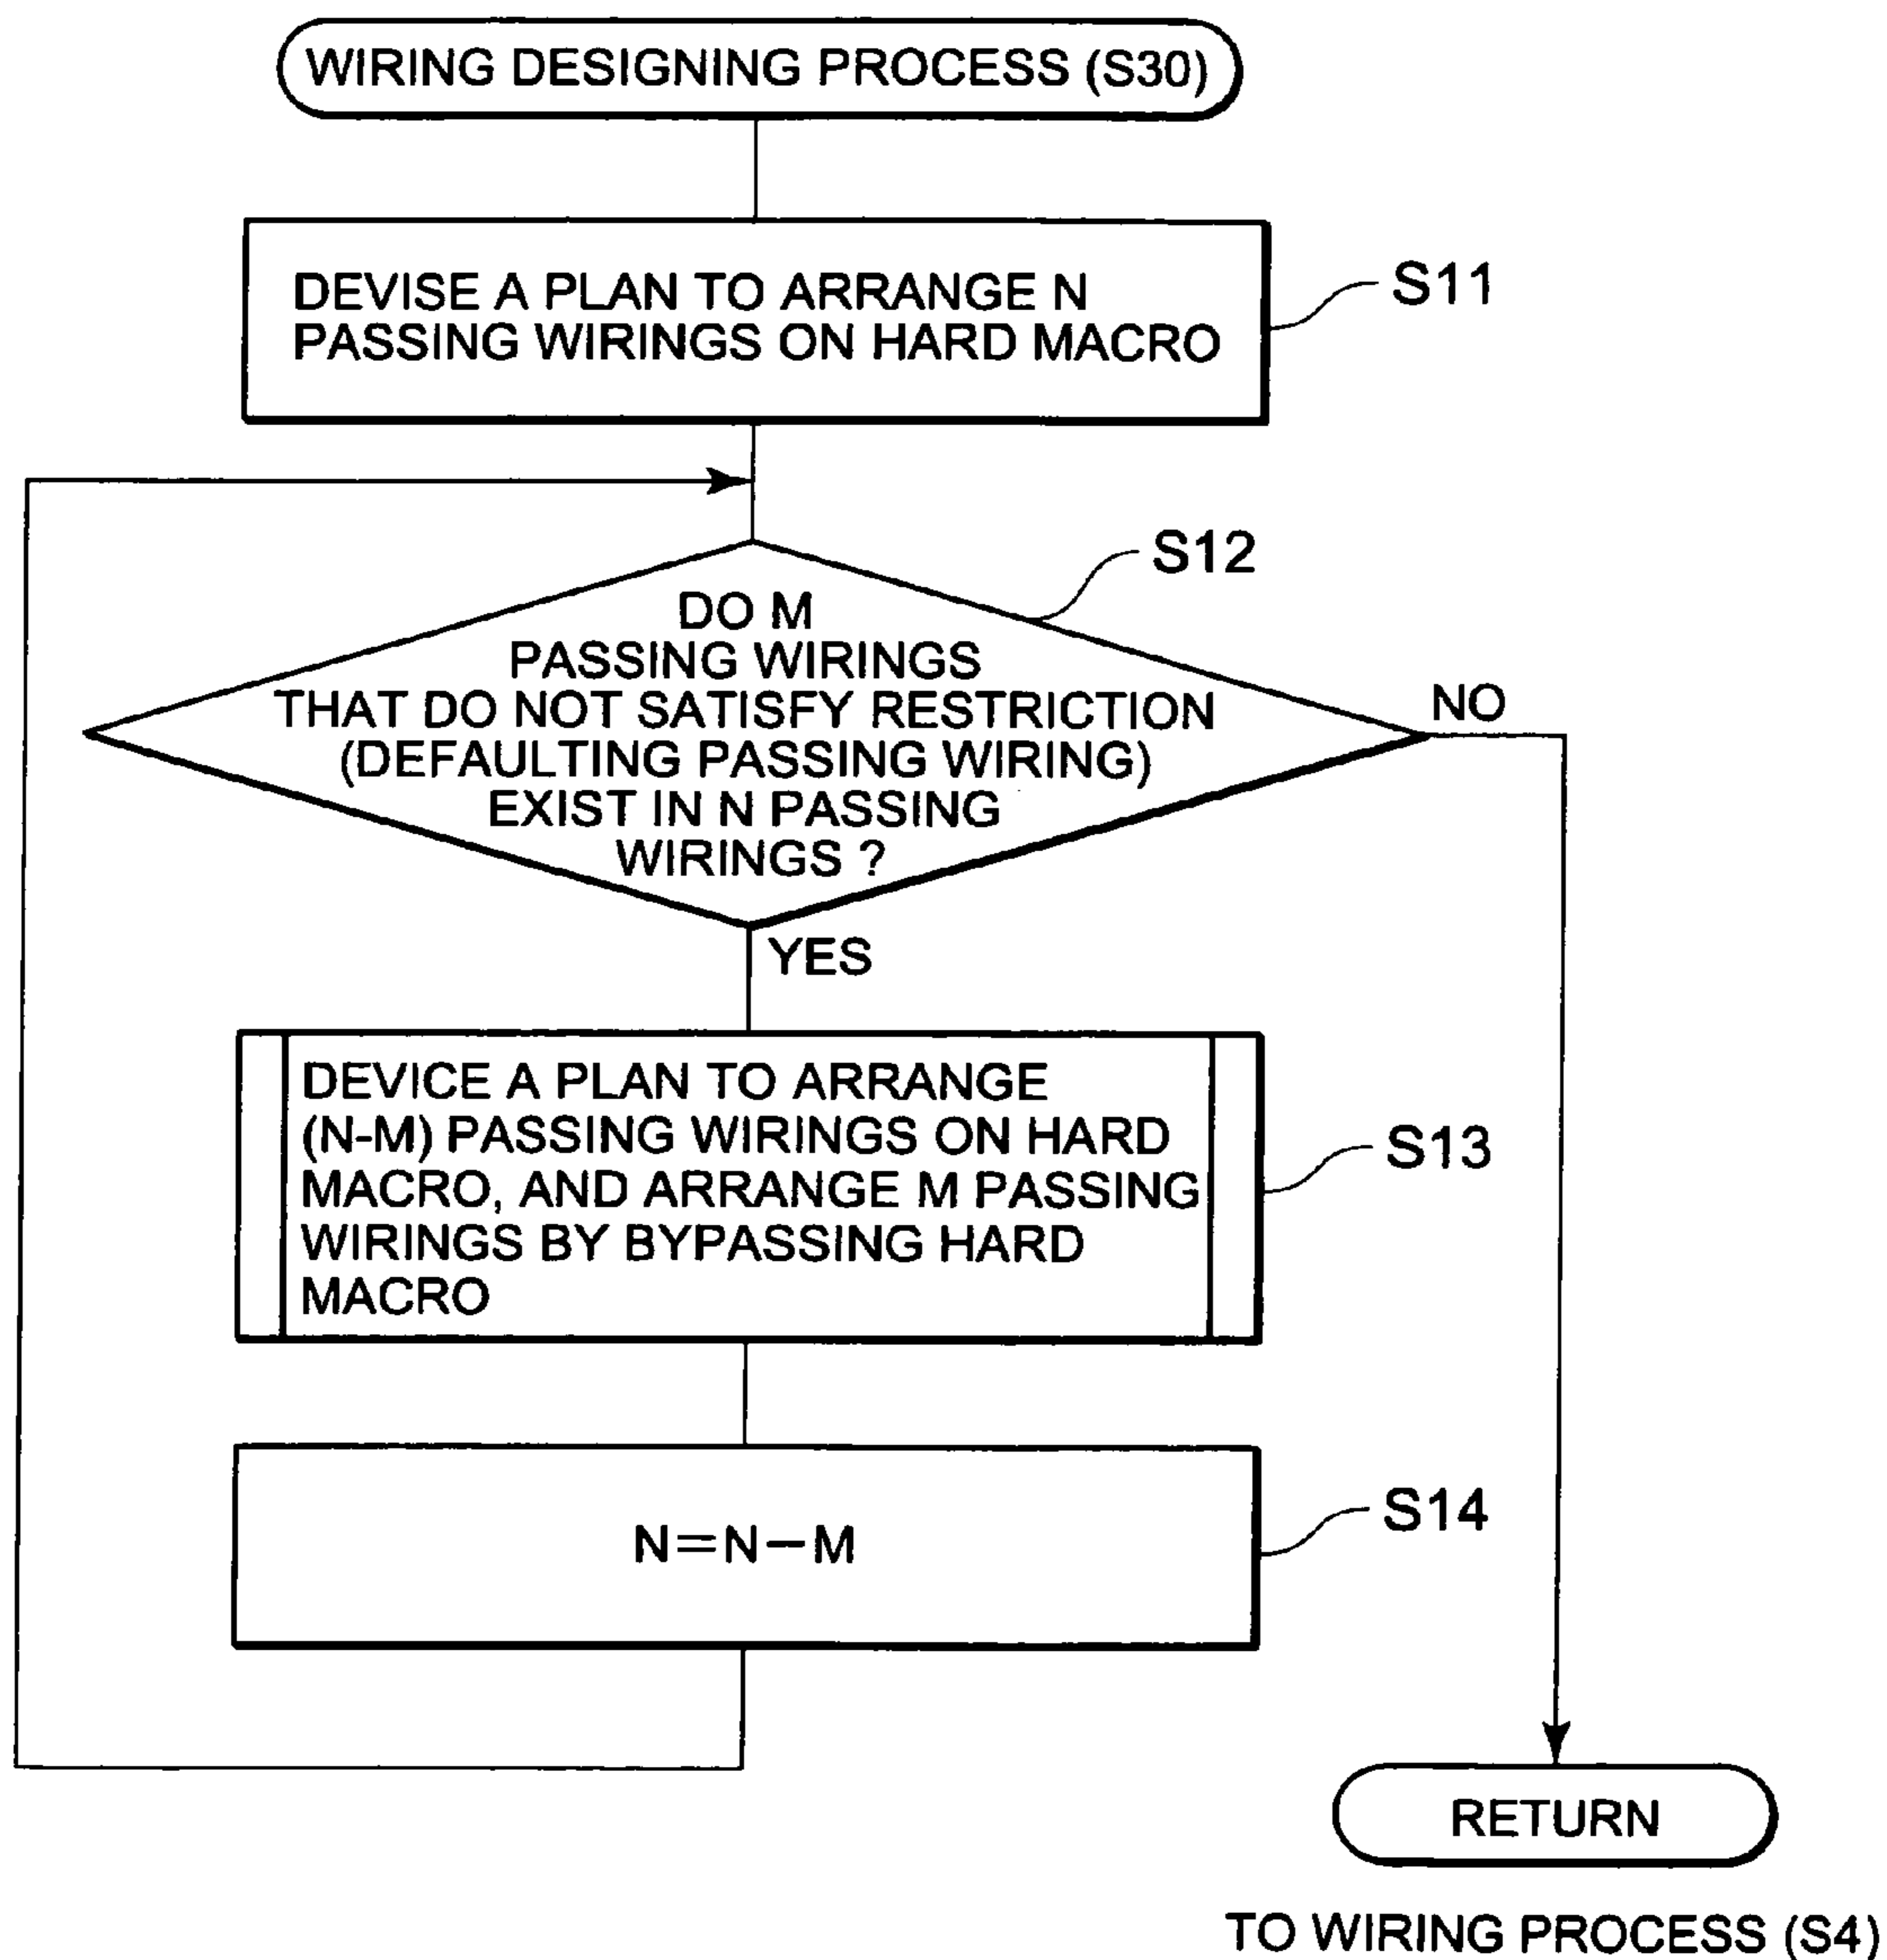 WIRING DESIGNING PROCESS (S30)
DEVISE A PLAN TO ARRANGE N
PASSING WIRINGS ON HARD MACRO
S11
S12
DO M
PASSING WIRINGS
THAT DO NOT SATISFY RESTRICTION
(DEFAULTING PASSING WIRING)
EXIST IN N PASSING
WIRINGS ?
NO
YES
DEVICE A PLAN TO ARRANGE
(N-M) PASSING WIRINGS ON HARD
MACRO, AND ARRANGE M PASSING
WIRINGS BY BYPASSING HARD
MACRO
S13
N=N-M
S14
RETURN
TO WIRING PROCESS (S4)